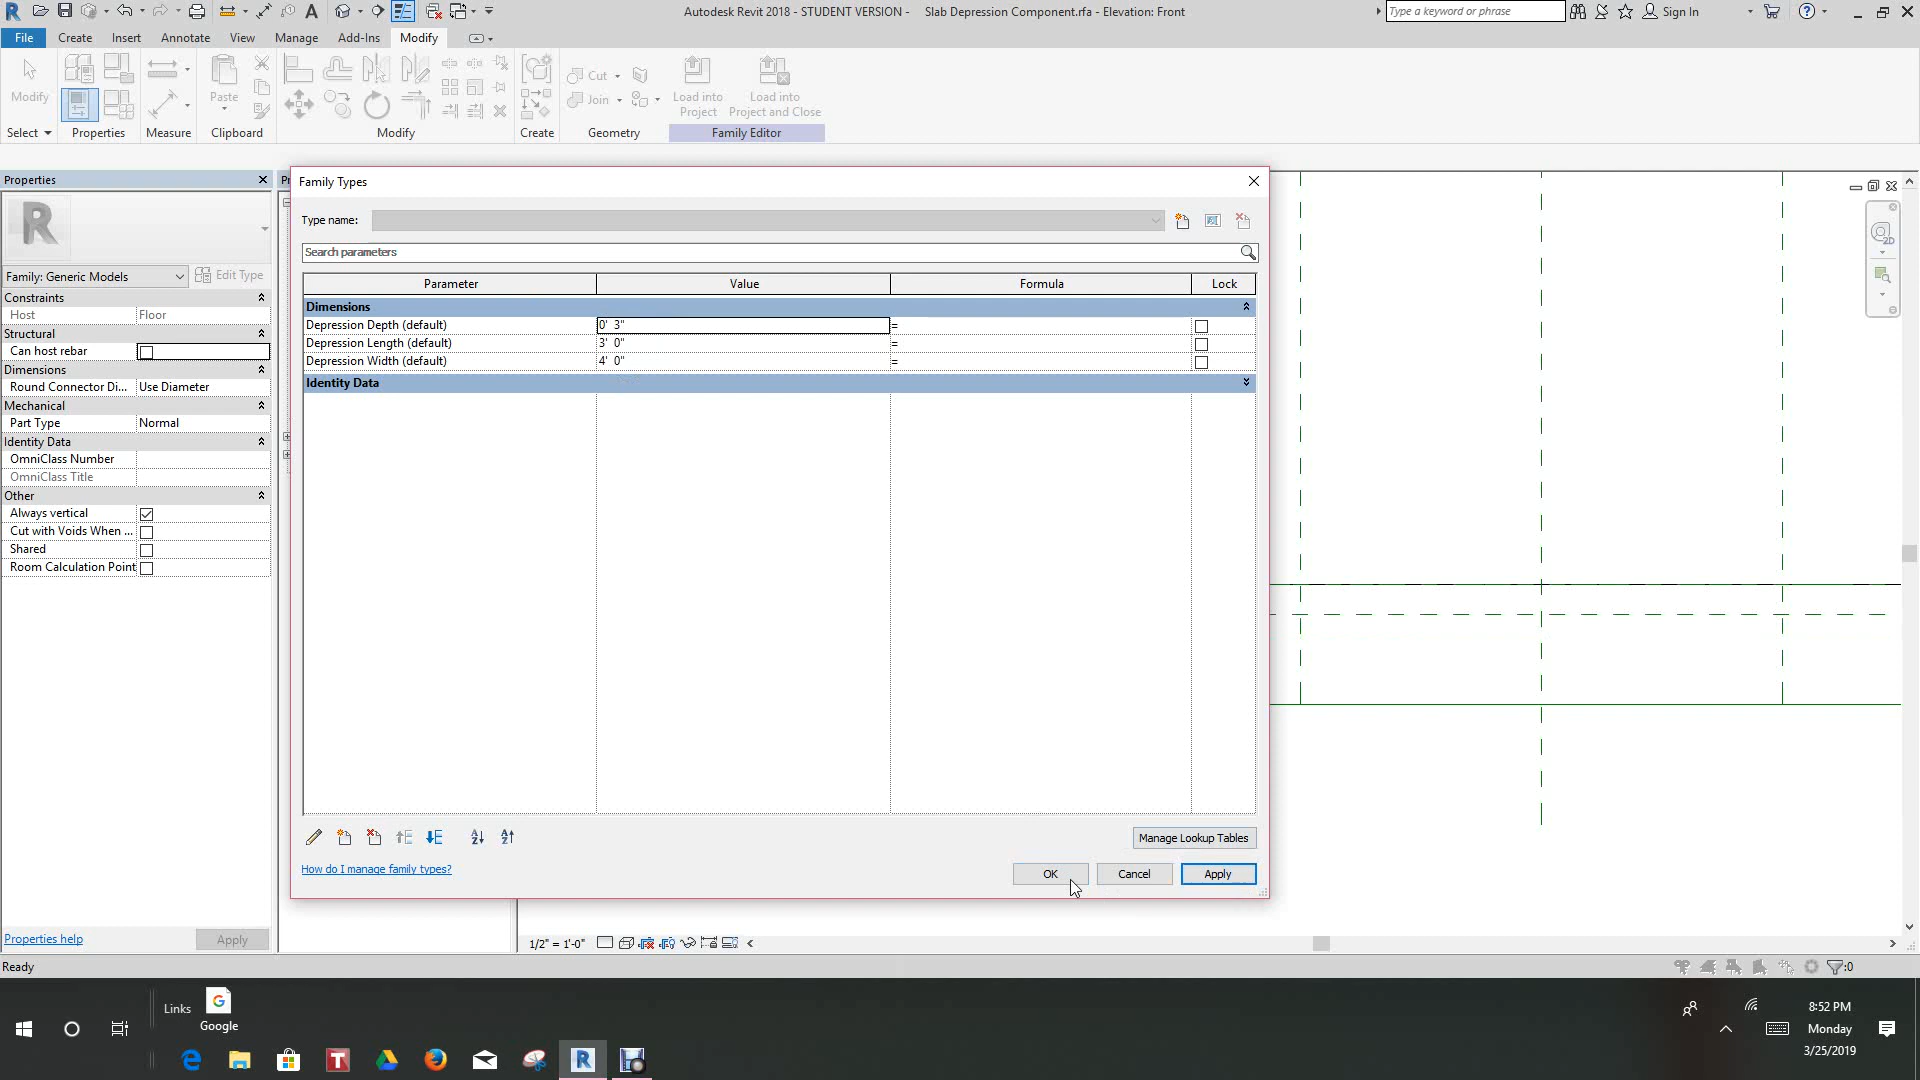 Autodesk Revit 2018 - STUDENT VERSION -    Slab Depression Component.rfa - Elevation: Front
Type a keyword or phrase
Sign In
File Create Insert Annotate View Manage Add-Ins Modify
Modify
Paste
Cut
Join
Load into Project
Load into Project and Close
Select Properties Measure Clipboard Modify Create Geometry Family Editor
Properties
Family: Generic Models Edit Type
Constraints
Host Floor
Structural
Can host rebar
Dimensions
Round Connector Di... Use Diameter
Mechanical
Part Type Normal
Identity Data
OmniClass Number
OmniClass Title
Other
Always vertical
Cut with Voids When ...
Shared
Room Calculation Point
Properties help Apply
Family Types
Type name:
Search parameters
Parameter Value Formula Lock
Dimensions
Depression Depth (default) 0' 3" =
Depression Length (default) 3' 0" =
Depression Width (default) 4' 0" =
Identity Data
Manage Lookup Tables
How do I manage family types?
OK Cancel Apply
2D
1/2" = 1'-0"
Ready
:0
Links
Google
8:52 PM
Monday
3/25/2019